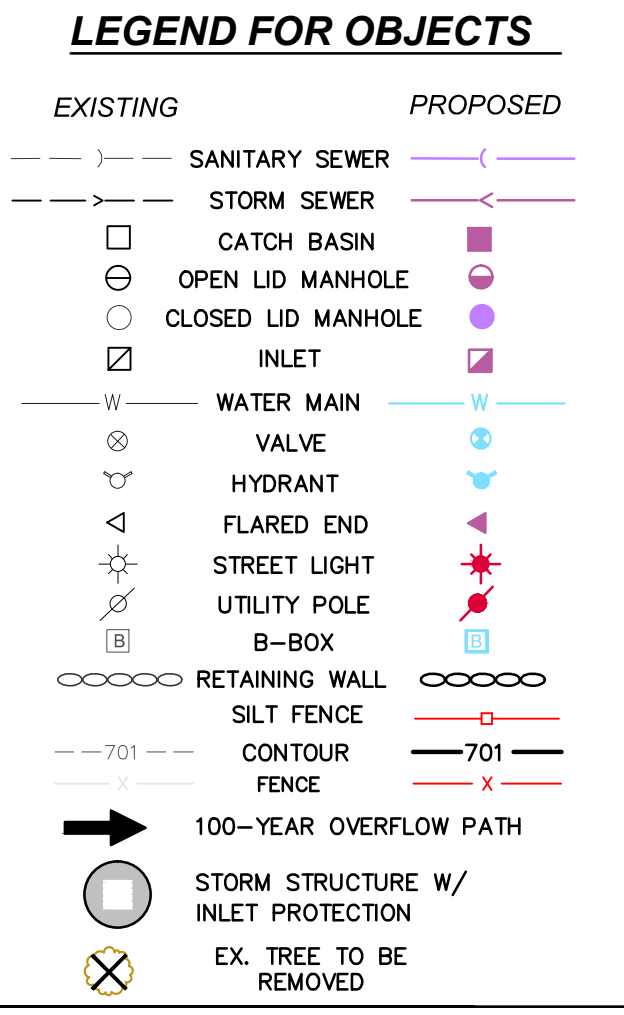 LEGEND FOR OBJECTS
EXISTING PROPOSED
SANITARY SEWER
STORM SEWER
CATCH BASIN
OPEN LID MANHOLE
CLOSED LID MANHOLE
INLET
W WATER MAIN W
VALVE
HYDRANT
FLARED END
STREET LIGHT
UTILITY POLE
B B-BOX B
RETAINING WALL
SILT FENCE
701 CONTOUR 701
X FENCE X
100-YEAR OVERFLOW PATH
STORM STRUCTURE W/
INLET PROTECTION
EX. TREE TO BE
REMOVED